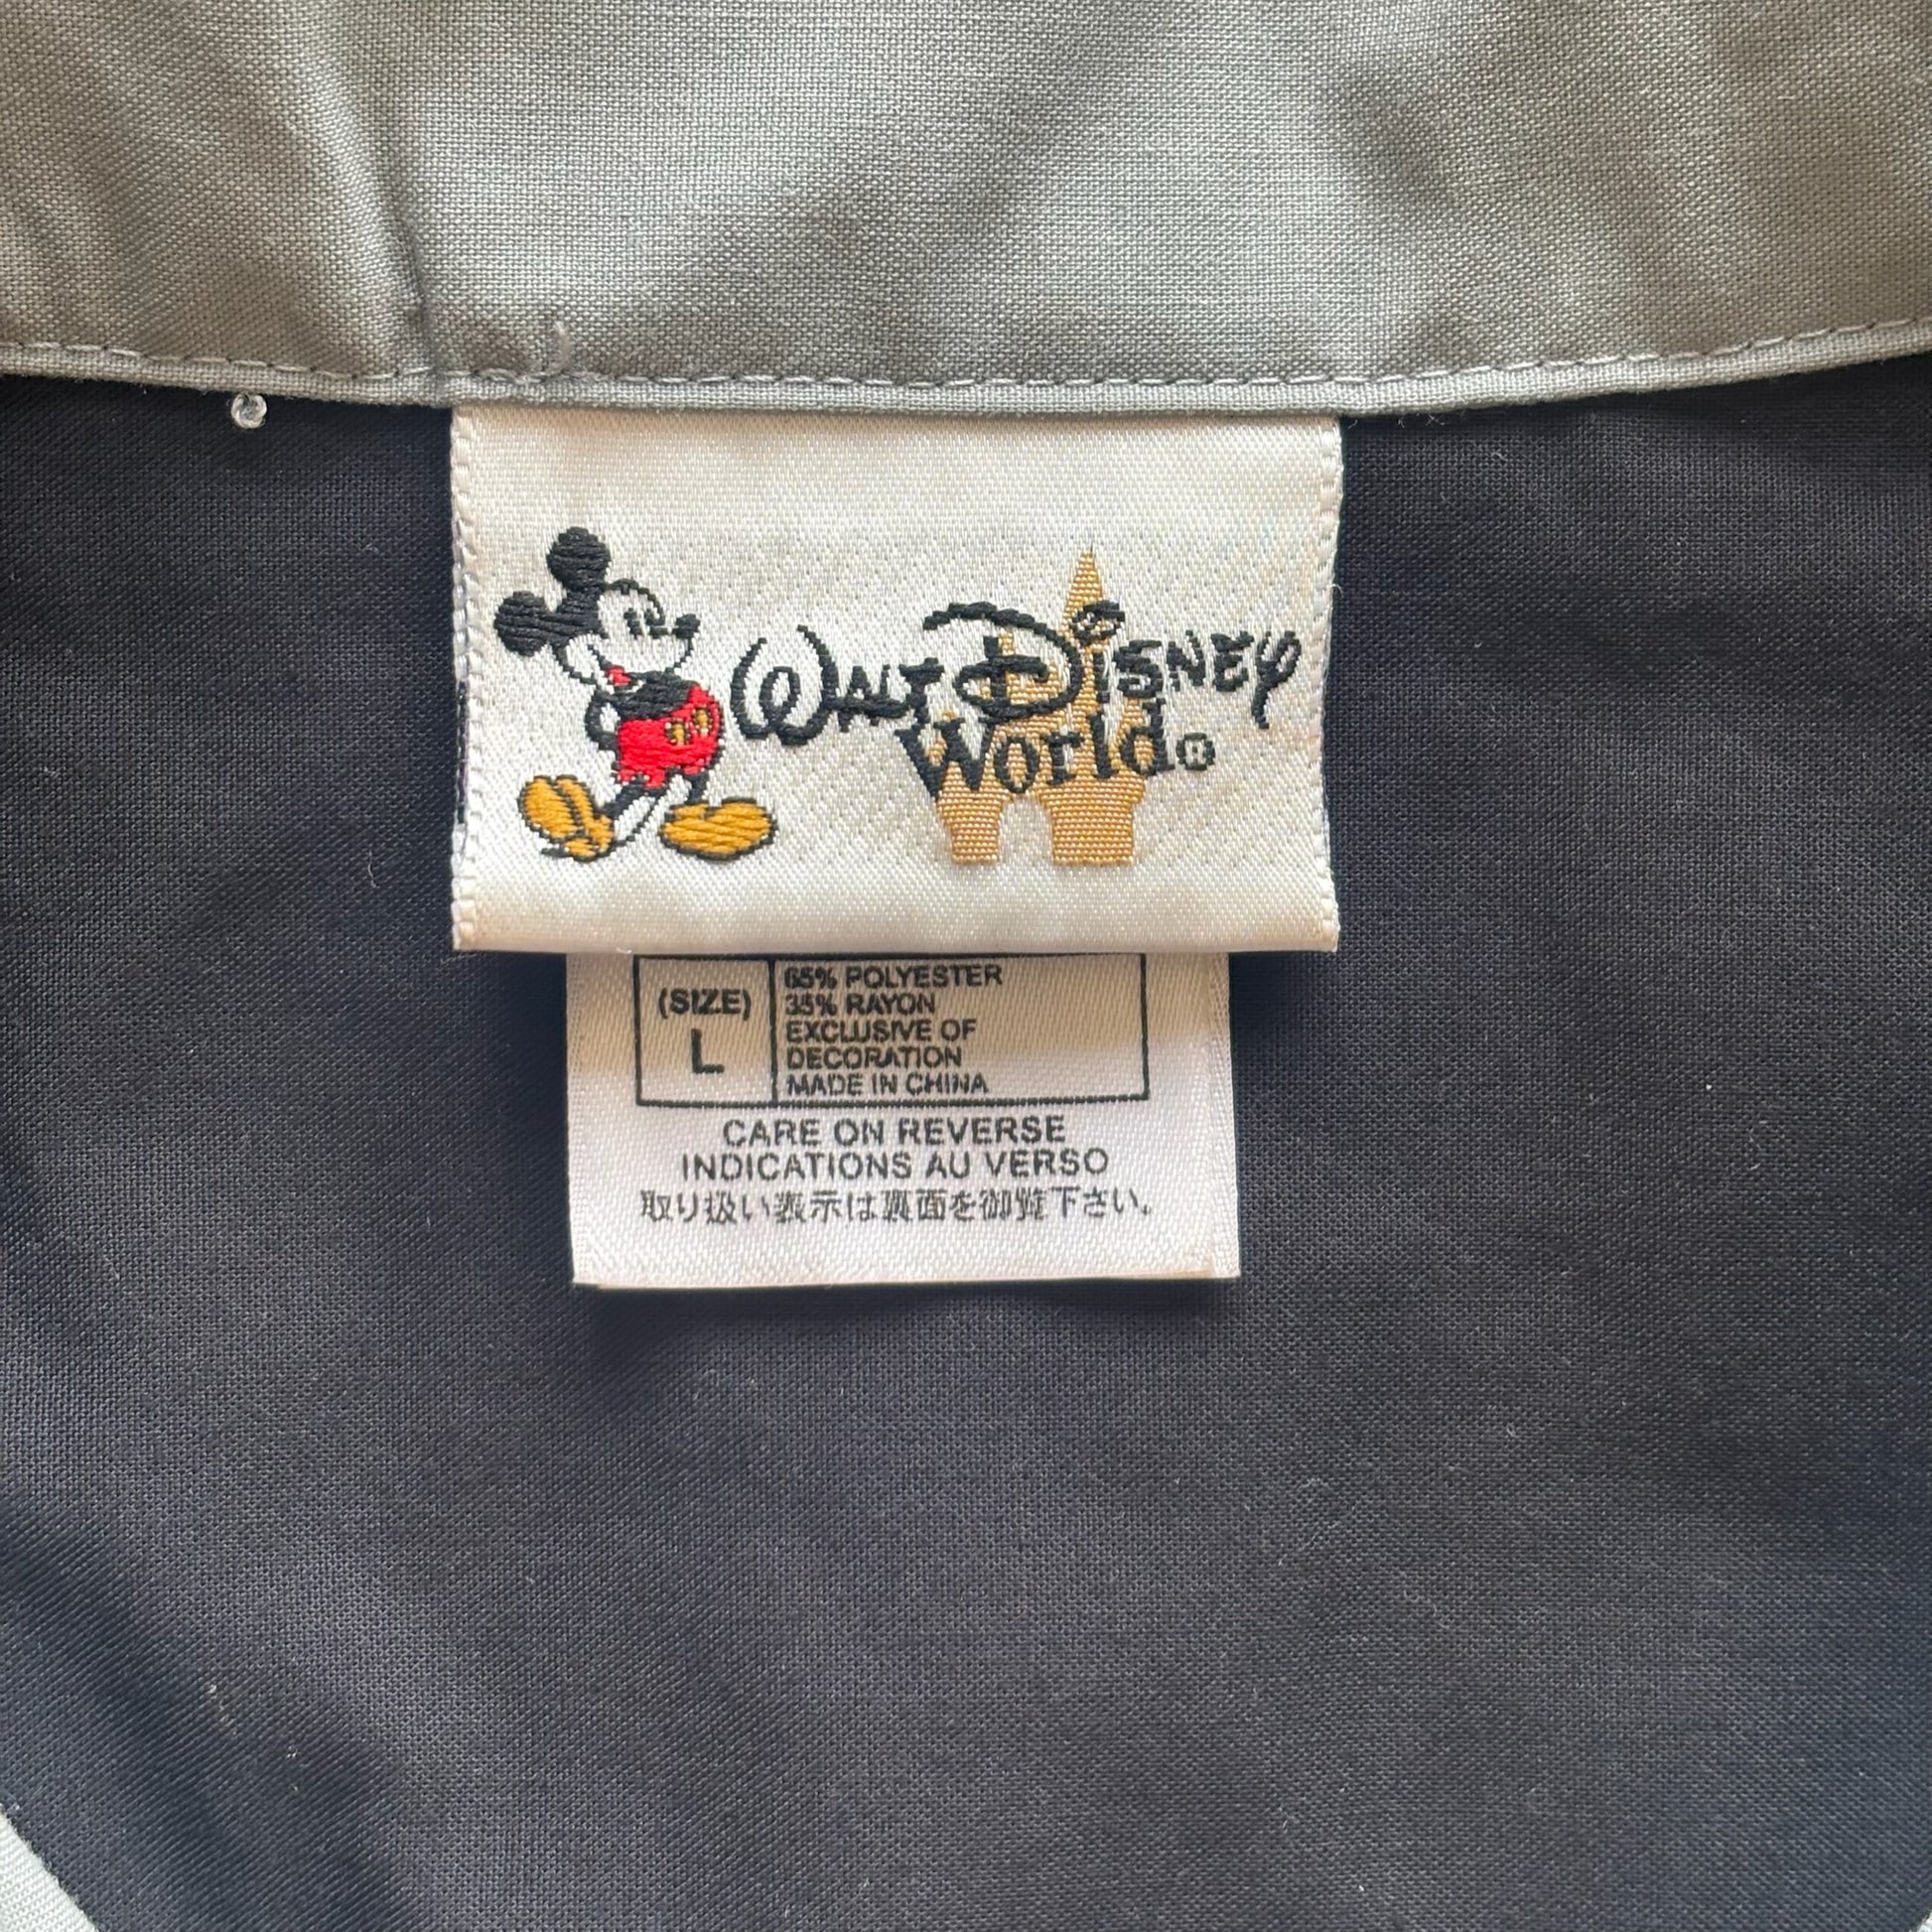 WALT DISNEY
World®
(SIZE)
L
65% POLYESTER
35% RAYON
EXCLUSIVE OF
DECORATION
MADE IN CHINA
CARE ON REVERSE
INDICATIONS AU VERSO
取り扱い表示は裏面を御覧下さい。